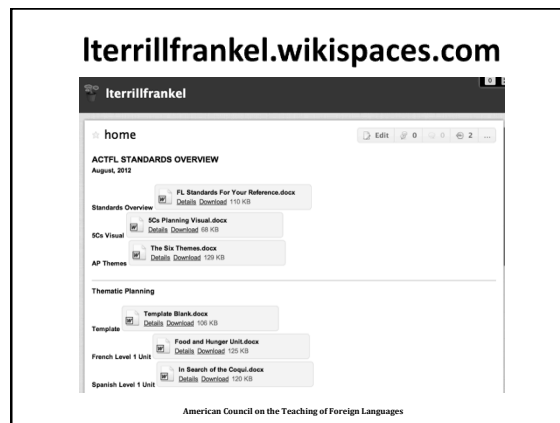 lterrillfrankel.wikispaces.com
0
lterrillfrankel
home
Edit 0 0 2 ...
ACTFL STANDARDS OVERVIEW
August, 2012
FL Standards For Your Reference.docx
Standards Overview Details Download 110 KB
5Cs Planning Visual.docx
5Cs Visual Details Download 68 KB
The Six Themes.docx
AP Themes Details Download 129 KB
Thematic Planning
Template Blank.docx
Template Details Download 106 KB
Food and Hunger Unit.docx
French Level 1 Unit Details Download 125 KB
In Search of the Coqui.docx
Spanish Level 1 Unit Details Download 120 KB
American Council on the Teaching of Foreign Languages